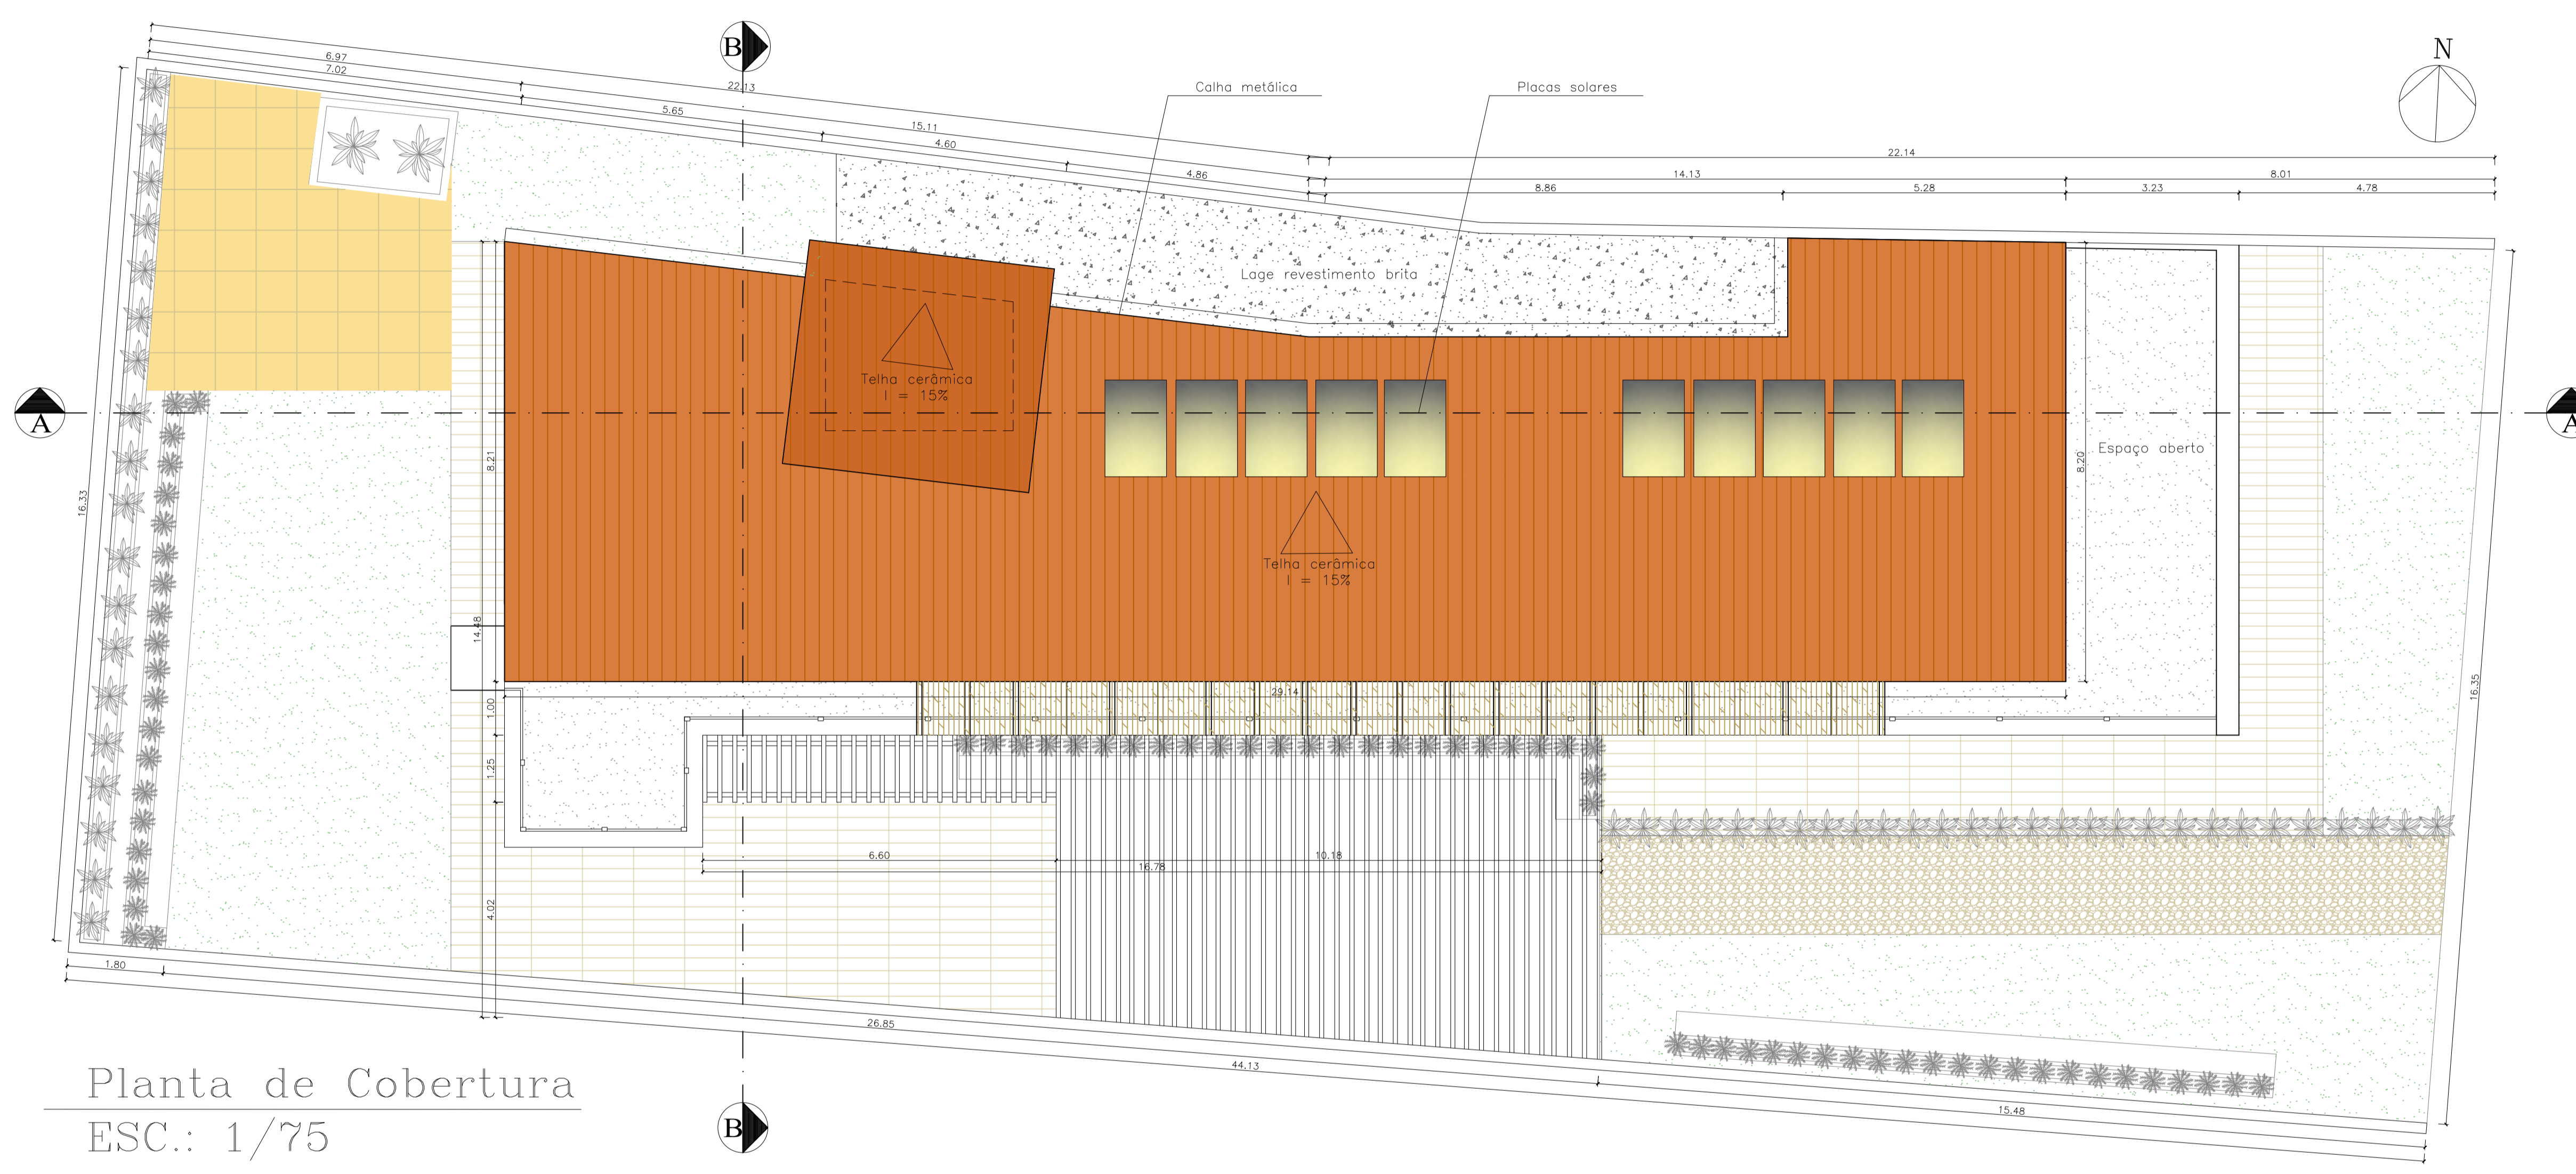 B
N
6.97
7.02
22.13
5.65
15.11
4.60
4.86
Calha metálica
Placas solares
22.14
14.13
8.01
8.86
5.28
3.23
4.78
Lage revestimento brita
Telha cerâmica
I = 15%
A
A
Espaço aberto
8.21
8.20
16.33
14.48
Telha cerâmica
I = 15%
16.35
29.14
1.00
1.25
6.60
10.18
16.78
4.02
1.80
26.85
44.13
15.48
Planta de Cobertura
ESC.: 1/75
B